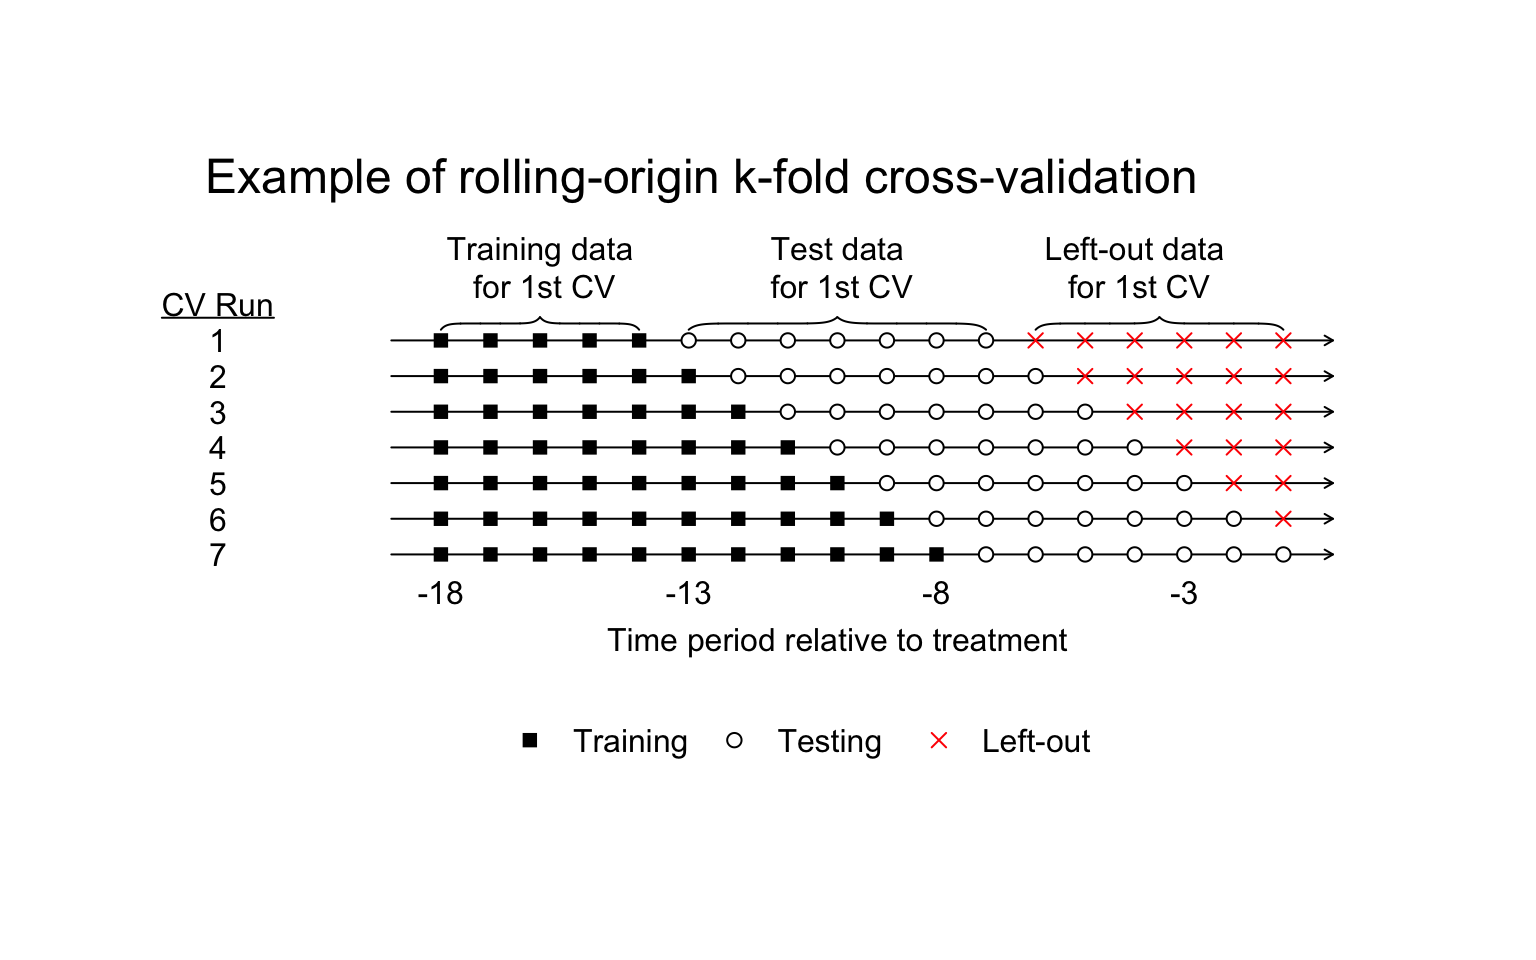 Example of rolling-origin k-fold cross-validation
Training data
for 1st CV
Test data
for 1st CV
Left-out data
for 1st CV
CV Run
1
2
3
4
5
6
7
-18 -13 -8 -3
Time period relative to treatment
Training Testing Left-out